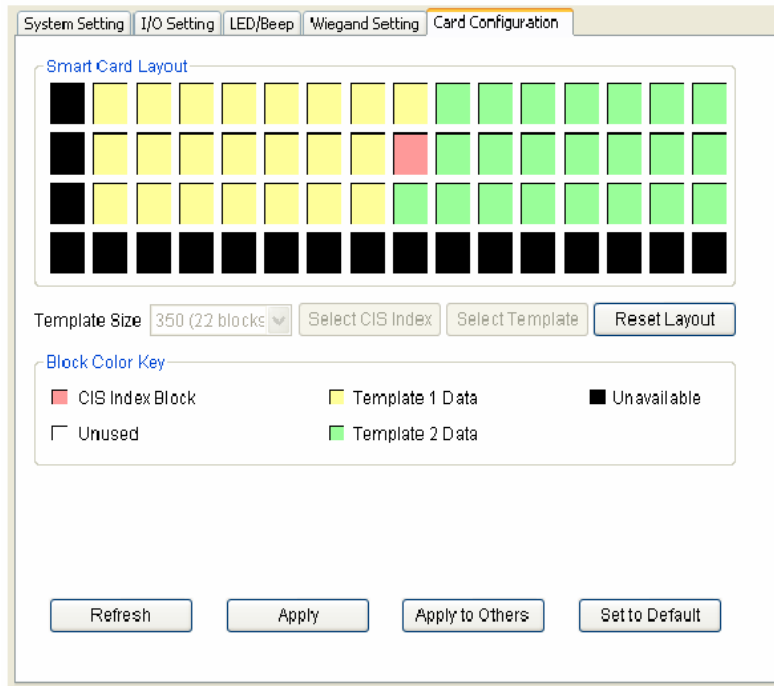 System Setting I/O Setting LED/Beep Wiegand Setting Card Configuration
Smart Card Layout
Template Size 350 (22 blocks Select CIS Index Select Template Reset Layout
Block Color Key
CIS Index Block Template 1 Data Unavailable
Unused Template 2 Data
Refresh Apply Apply to Others Set to Default